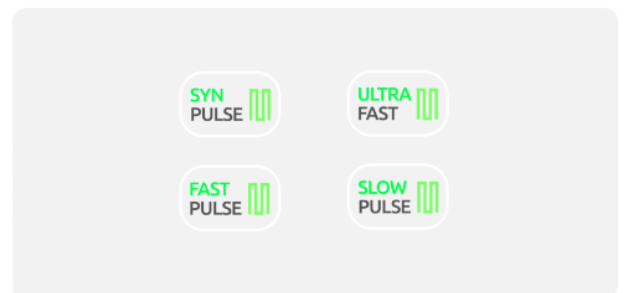 SYN
PULSE
ULTRA
FAST
FAST
PULSE
SLOW
PULSE